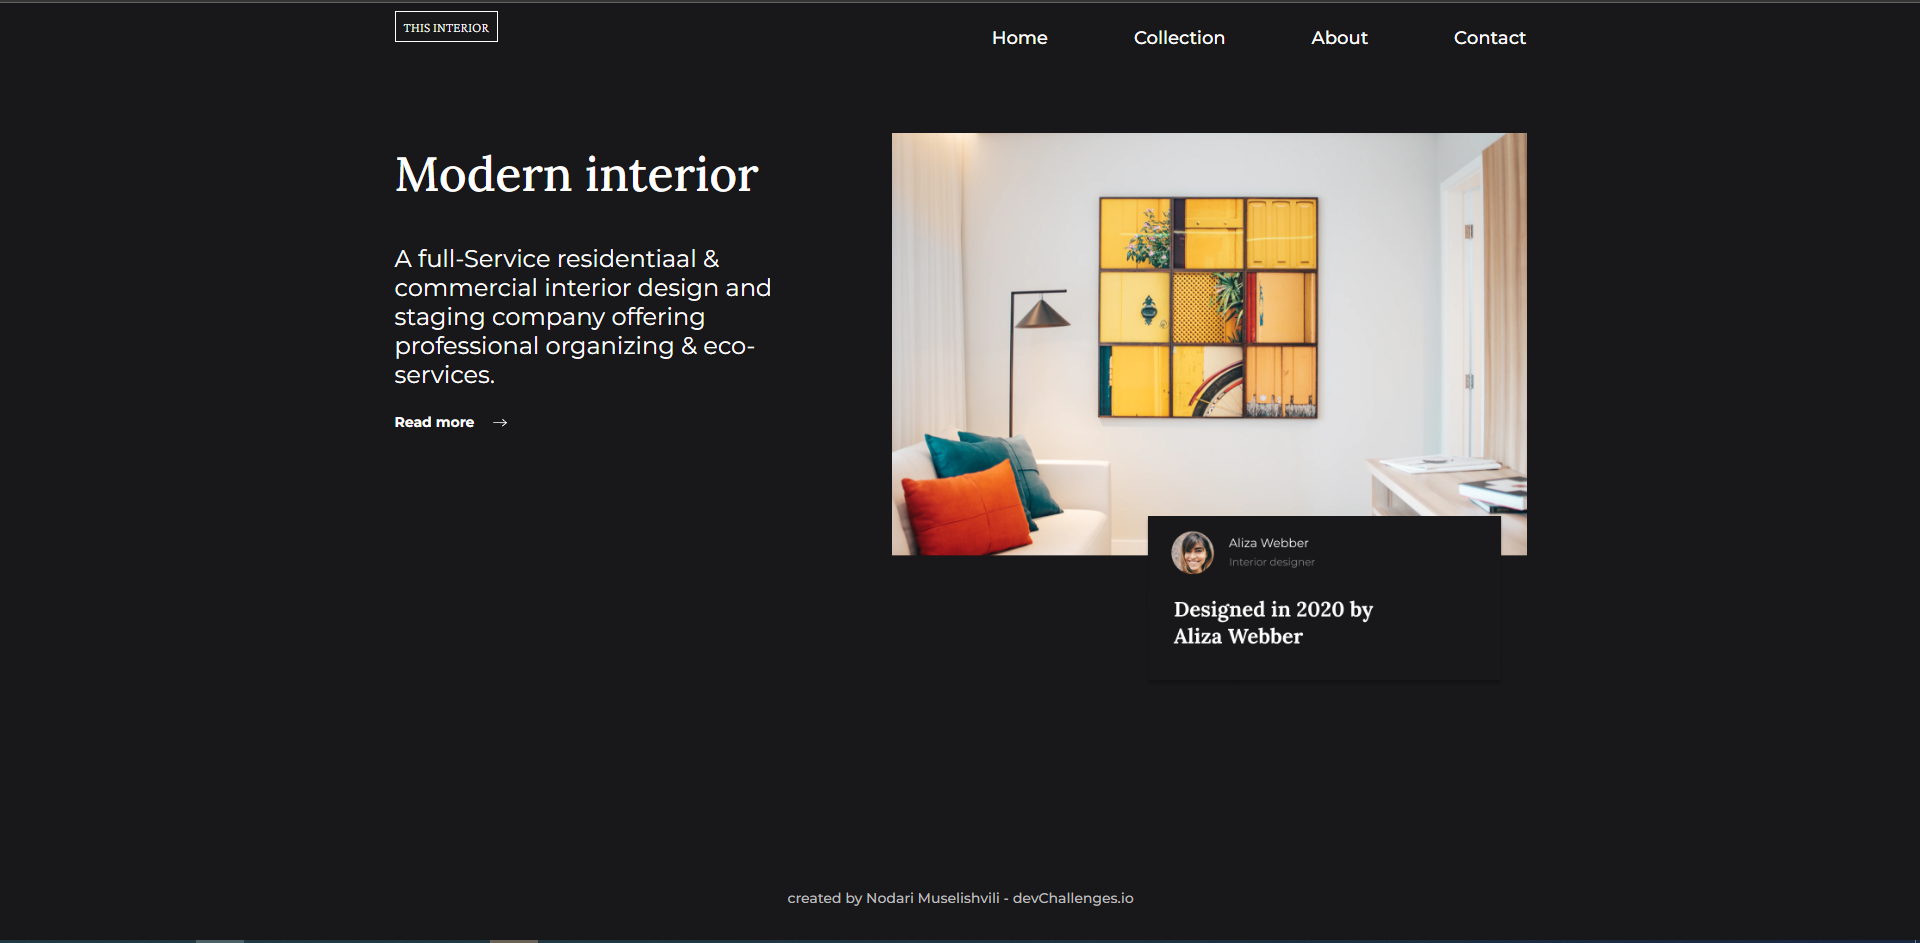 THIS INTERIOR
Home Collection About Contact
Modern interior
A full-Service residentiaal &
commercial interior design and
staging company offering
professional organizing & eco-
services.
Read more →
Aliza Webber
Interior designer
Designed in 2020 by
Aliza Webber
created by Nodari Muselishvili - devChallenges.io